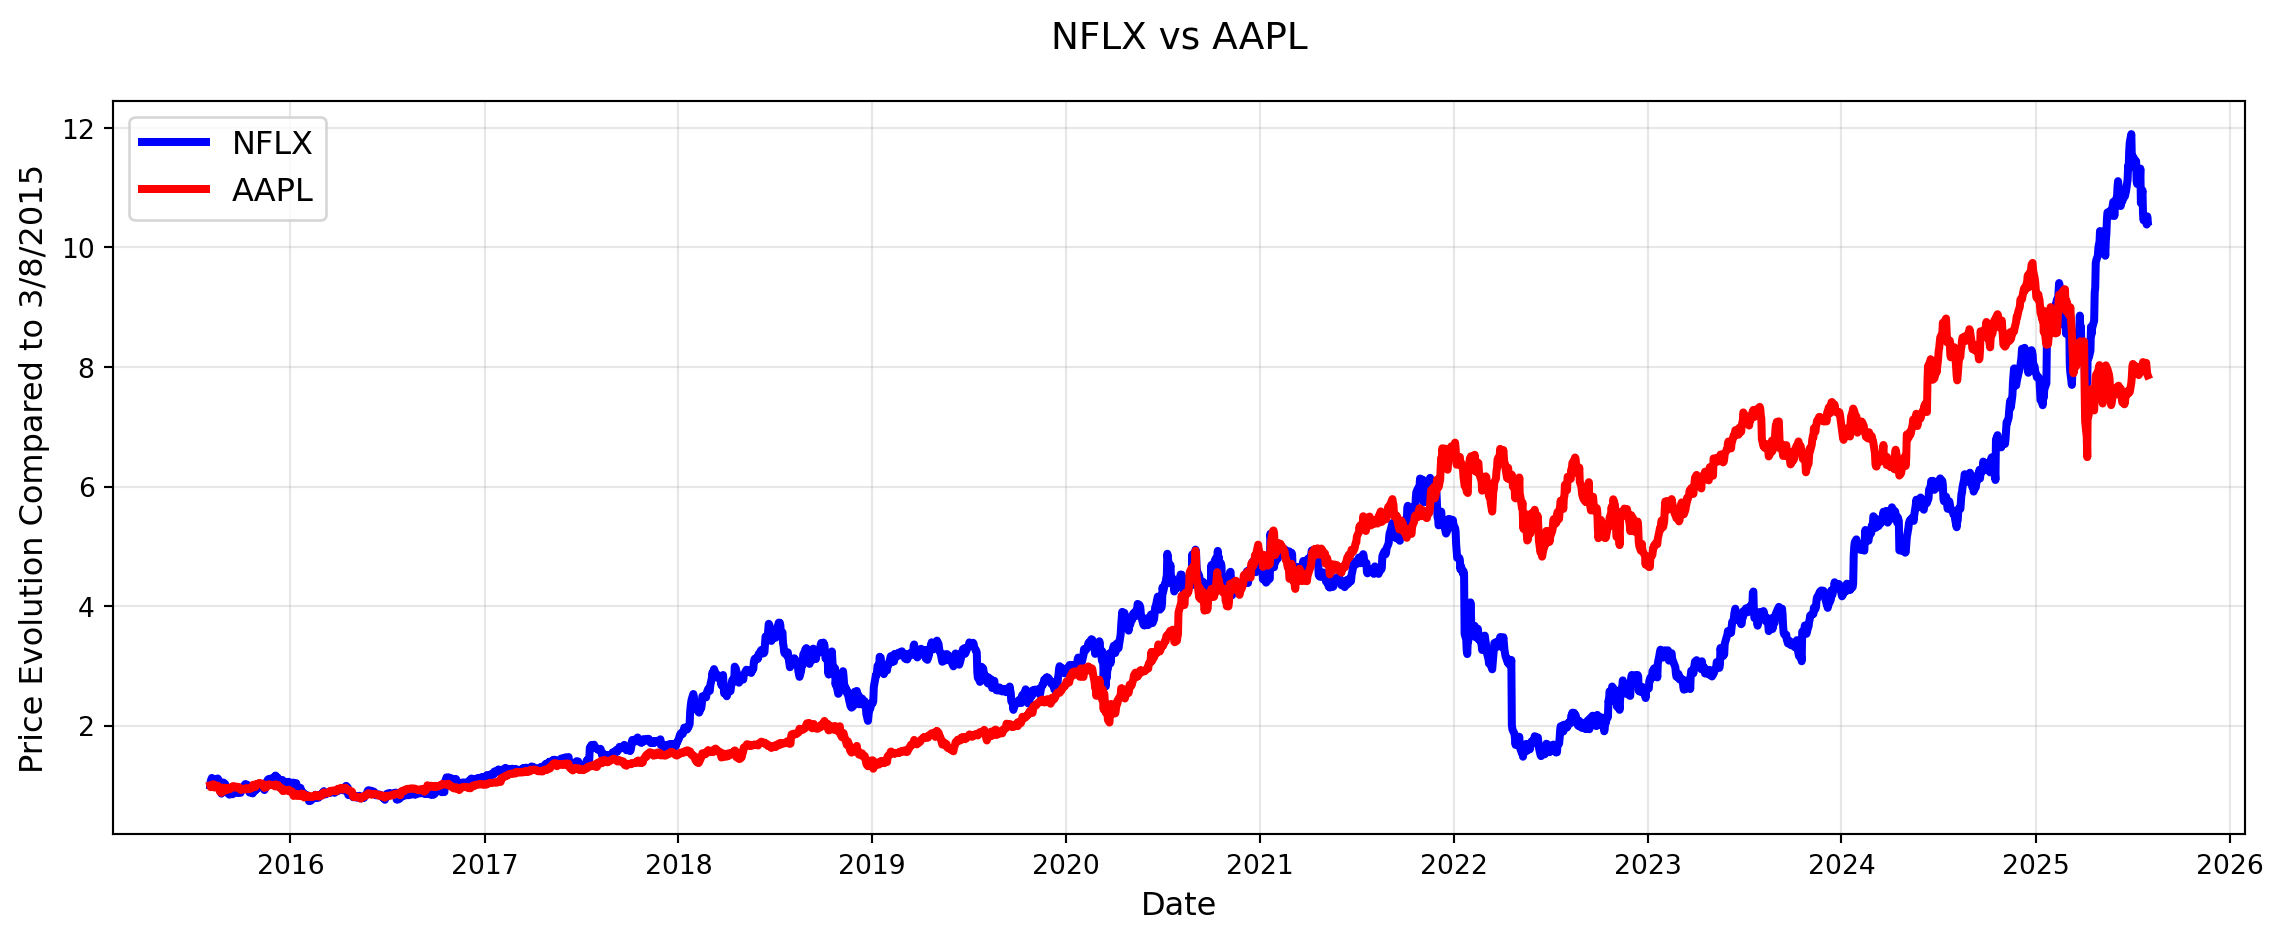 NFLX vs AAPL
NFLX
AAPL
Price Evolution Compared to 3/8/2015
12
10
8
6
4
2
2016 2017 2018 2019 2020 2021 2022 2023 2024 2025 2026
Date